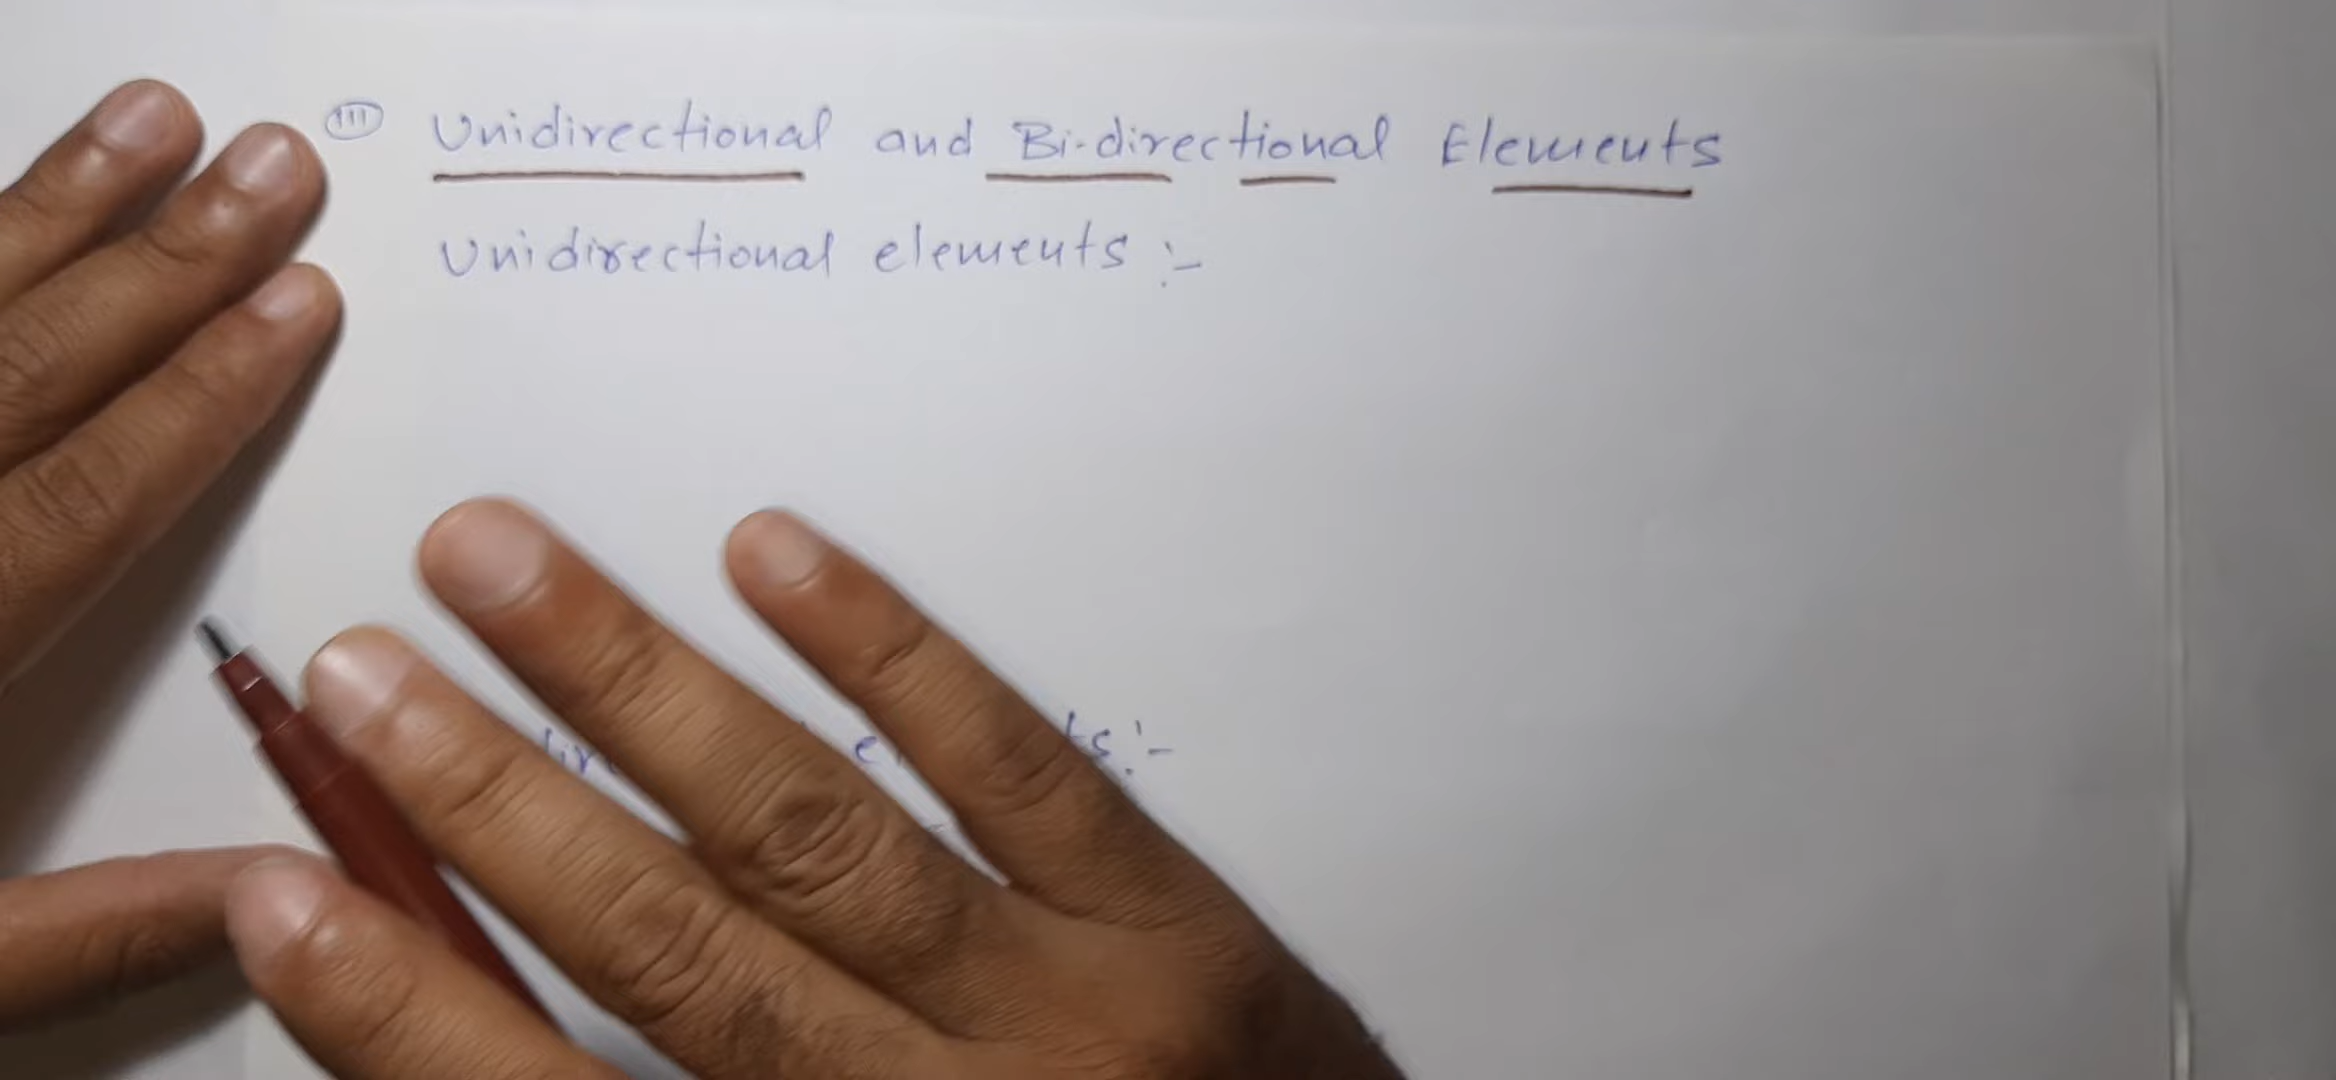 (III) Unidirectional and Bi-directional Elements
Unidirectional elements :-